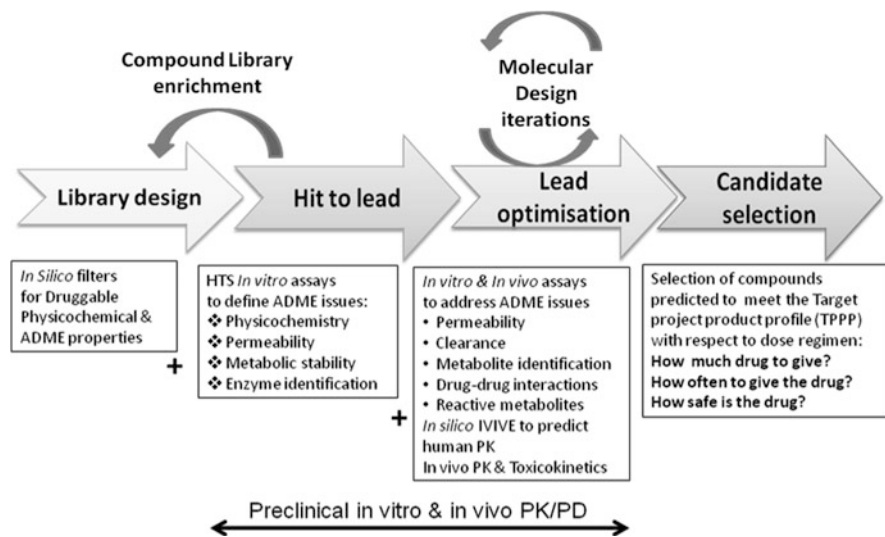 Compound Library
enrichment
Molecular
Design
iterations
Library design
Hit to lead
Lead
optimisation
Candidate
selection
In Silico filters
for Druggable
Physicochemical &
ADME properties
+
HTS In vitro assays
to define ADME issues:
❖ Physicochemistry
❖ Permeability
❖ Metabolic stability
❖ Enzyme identification
+
In vitro & In vivo assays
to address ADME issues
• Permeability
• Clearance
• Metabolite identification
• Drug-drug interactions
• Reactive metabolites
In silico IVIVE to predict
human PK
In vivo PK & Toxicokinetics
Selection of compounds
predicted to meet the Target
project product profile (TPPP)
with respect to dose regimen:
How much drug to give?
How often to give the drug?
How safe is the drug?
Preclinical in vitro & in vivo PK/PD